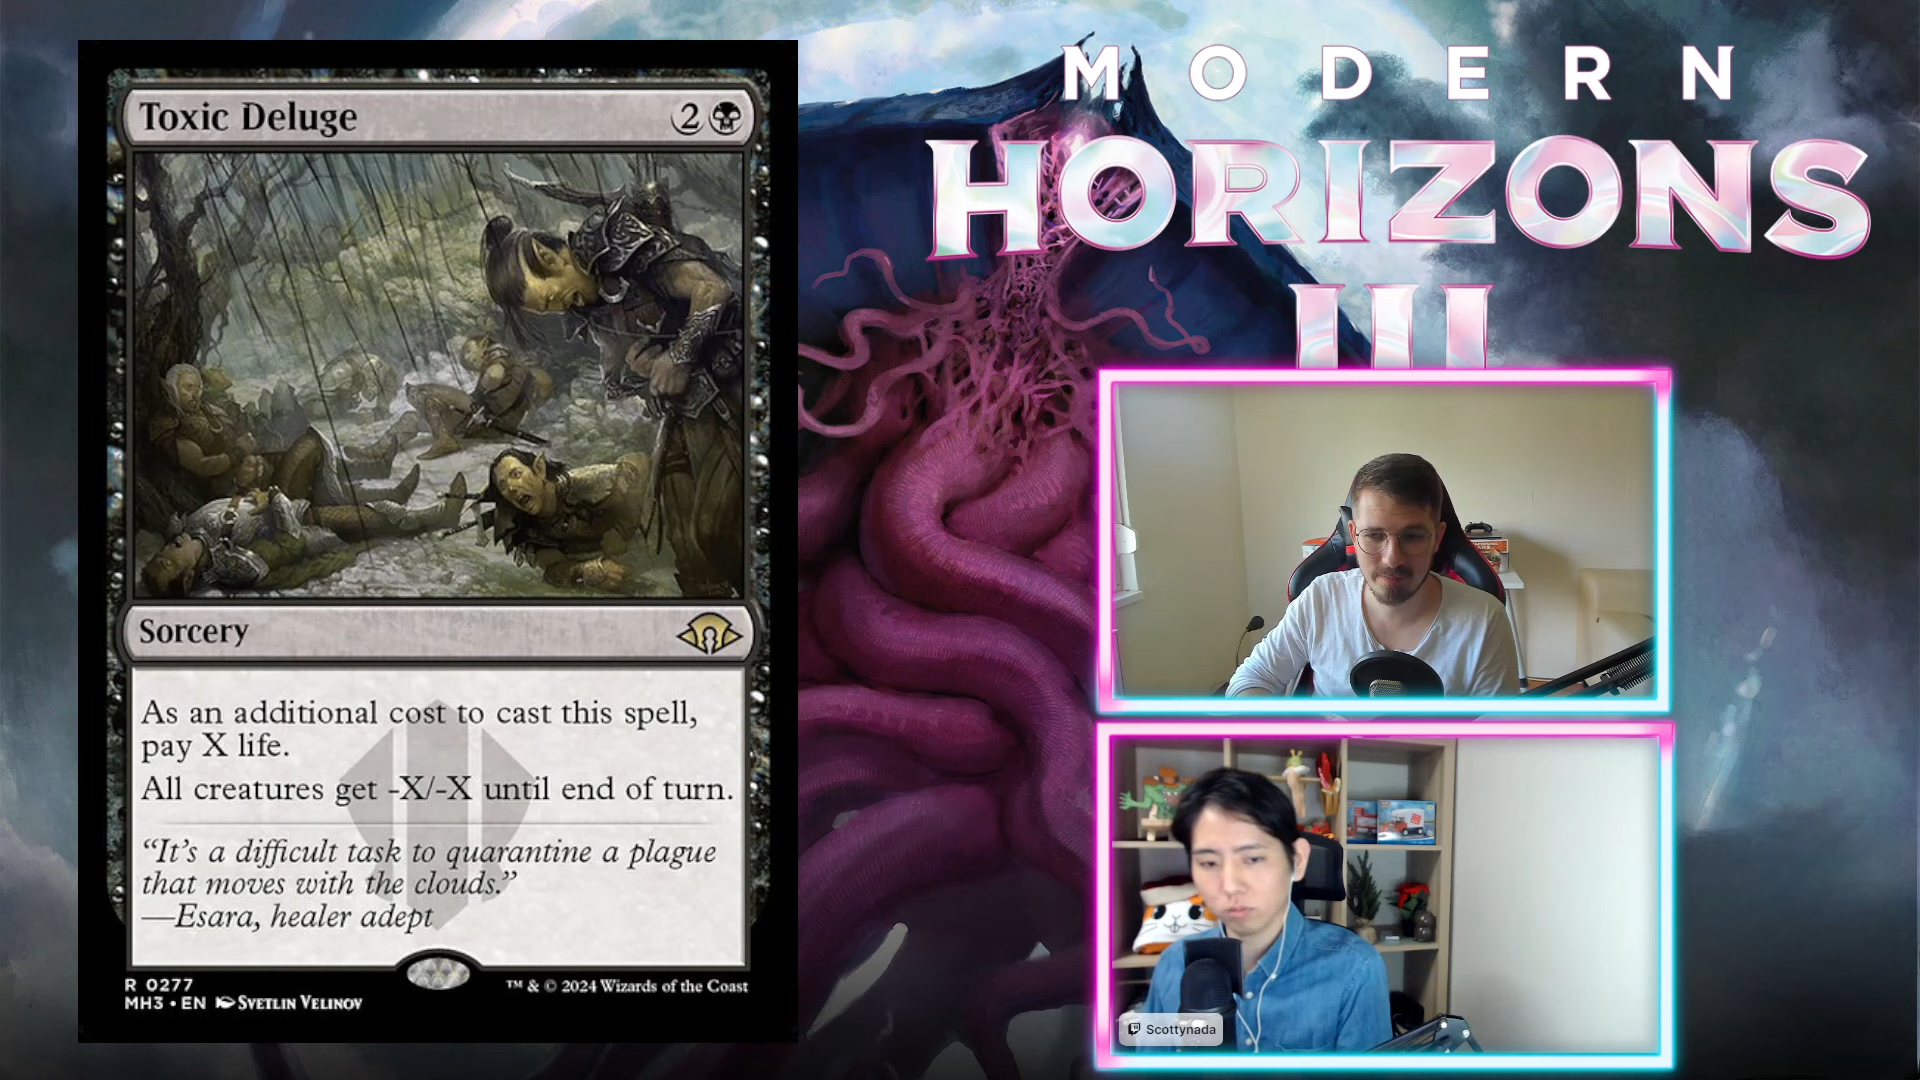 Toxic Deluge 2
Sorcery
As an additional cost to cast this spell,
pay X life.
All creatures get -X/-X until end of turn.
“It’s a difficult task to quarantine a plague
that moves with the clouds.”
—Esara, healer adept
R 0277
MH3 • EN SVETLIN VELINOV
™ & © 2024 Wizards of the Coast
MODERN
HORIZONS
III
Scottynada